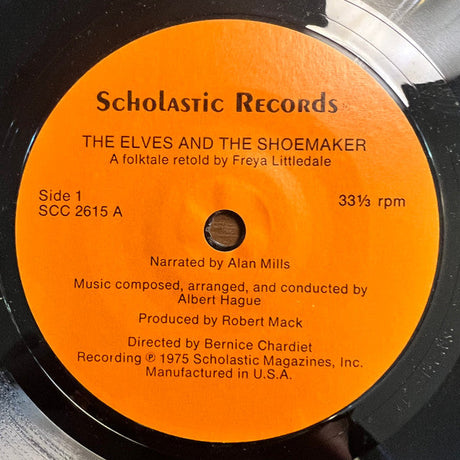 Scholastic Records
THE ELVES AND THE SHOEMAKER
A folktale retold by Freya Littledale
Side 1
SCC 2615 A
33⅓ rpm
Narrated by Alan Mills
Music composed, arranged, and conducted by
Albert Hague
Produced by Robert Mack
Directed by Bernice Chardiet
Recording ℗ 1975 Scholastic Magazines, Inc.
Manufactured in U.S.A.